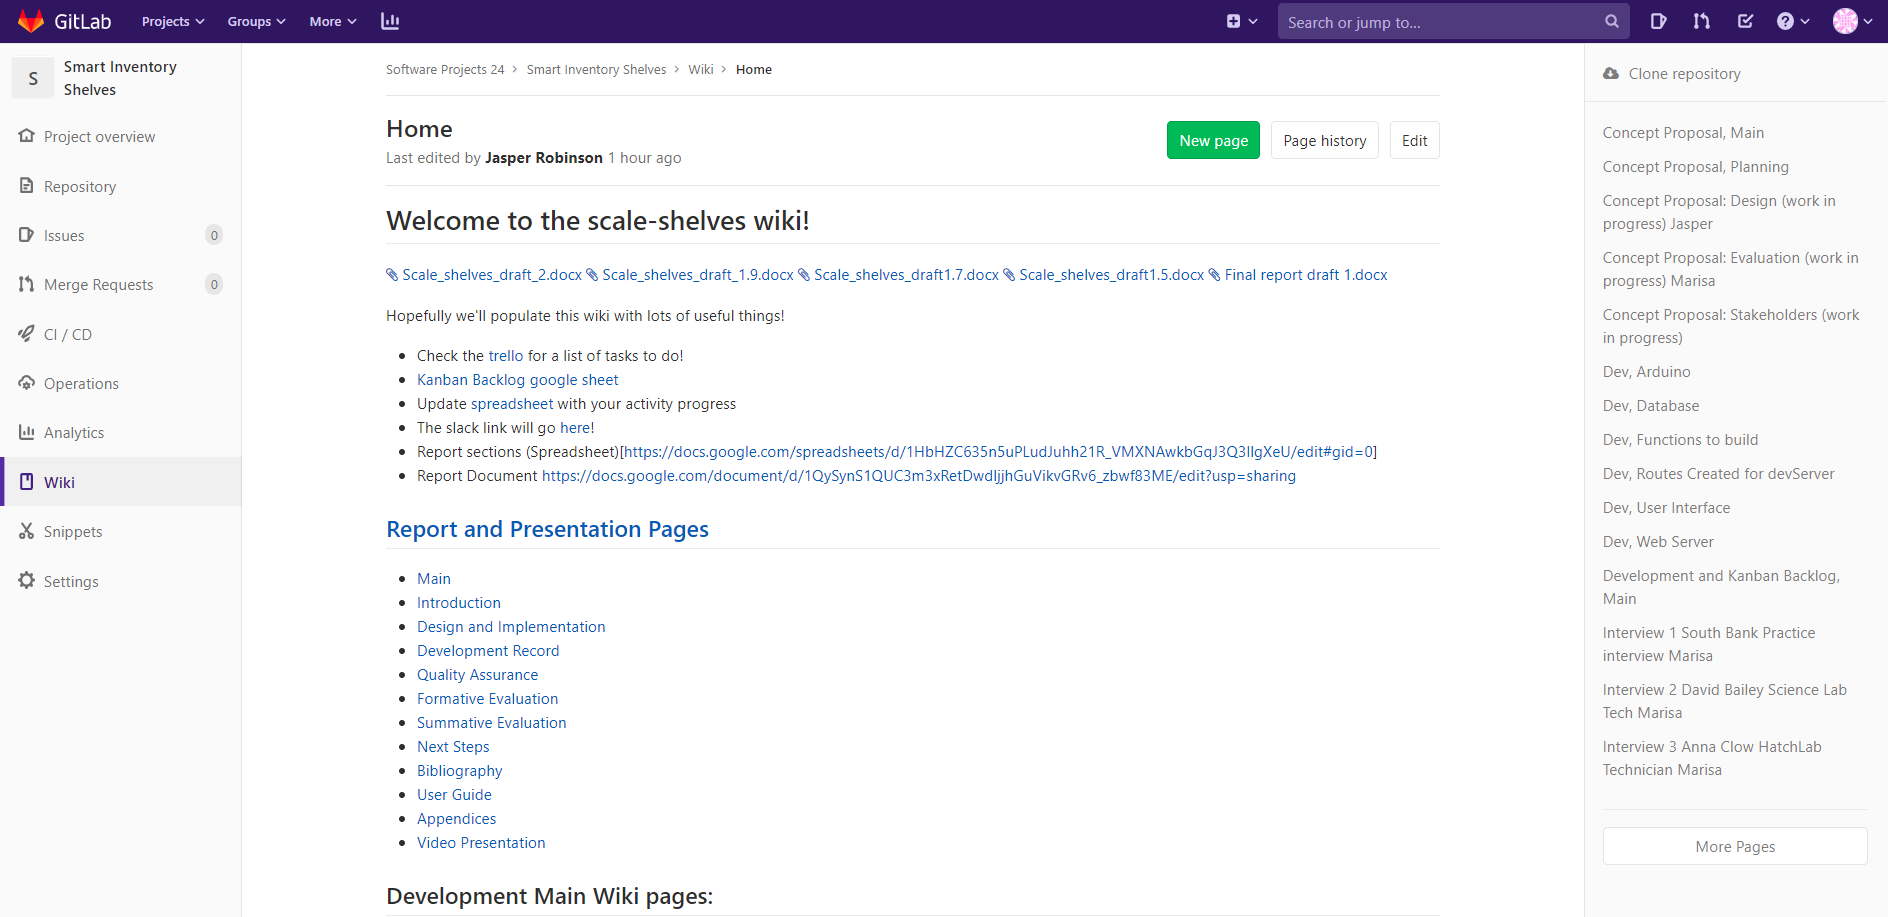 GitLab
Projects
Groups
More
Search or jump to...
S
Smart Inventory
Shelves
Project overview
Repository
Issues 0
Merge Requests 0
CI / CD
Operations
Analytics
Wiki
Snippets
Settings
Software Projects 24 > Smart Inventory Shelves > Wiki > Home
Home
Last edited by Jasper Robinson 1 hour ago
New page
Page history
Edit
Welcome to the scale-shelves wiki!
Scale_shelves_draft_2.docx Scale_shelves_draft_1.9.docx Scale_shelves_draft1.7.docx Scale_shelves_draft1.5.docx Final report draft 1.docx
Hopefully we'll populate this wiki with lots of useful things!
• Check the trello for a list of tasks to do!
• Kanban Backlog google sheet
• Update spreadsheet with your activity progress
• The slack link will go here!
• Report sections (Spreadsheet)[https://docs.google.com/spreadsheets/d/1HbHZC635n5uPLudJuhh21R_VMXNAwkbGqJ3Q3IIgXeU/edit#gid=0]
• Report Document https://docs.google.com/document/d/1QySynS1QUC3m3xRetDwdIjjhGuVikvGRv6_zbwf83ME/edit?usp=sharing
Report and Presentation Pages
• Main
• Introduction
• Design and Implementation
• Development Record
• Quality Assurance
• Formative Evaluation
• Summative Evaluation
• Next Steps
• Bibliography
• User Guide
• Appendices
• Video Presentation
Development Main Wiki pages:
Clone repository
Concept Proposal, Main
Concept Proposal, Planning
Concept Proposal: Design (work in
progress) Jasper
Concept Proposal: Evaluation (work in
progress) Marisa
Concept Proposal: Stakeholders (work
in progress)
Dev, Arduino
Dev, Database
Dev, Functions to build
Dev, Routes Created for devServer
Dev, User Interface
Dev, Web Server
Development and Kanban Backlog,
Main
Interview 1 South Bank Practice
interview Marisa
Interview 2 David Bailey Science Lab
Tech Marisa
Interview 3 Anna Clow HatchLab
Technician Marisa
More Pages